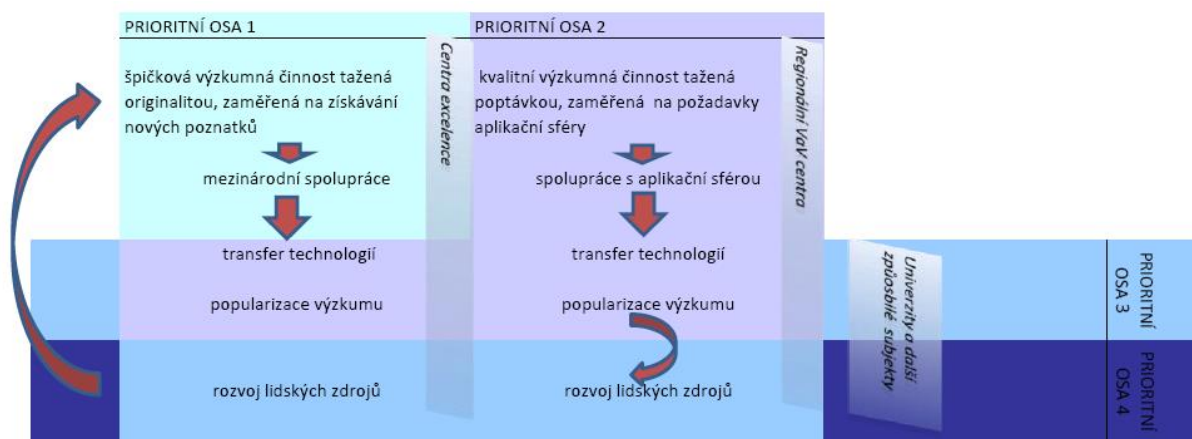 PRIORITNÍ OSA 1
špičková výzkumná činnost tažená
originalitou, zaměřená na získávání
nových poznatků
mezinárodní spolupráce
transfer technologií
popularizace výzkumu
rozvoj lidských zdrojů
Centra excelence
PRIORITNÍ OSA 2
kvalitní výzkumná činnost tažená
poptávkou, zaměřená na požadavky
aplikační sféry
spolupráce s aplikační sférou
transfer technologií
popularizace výzkumu
rozvoj lidských zdrojů
Regionální VaV centra
Univerzity a další
způosbilé subjekty
PRIORITNÍ
OSA 3
PRIORITNÍ
OSA 4